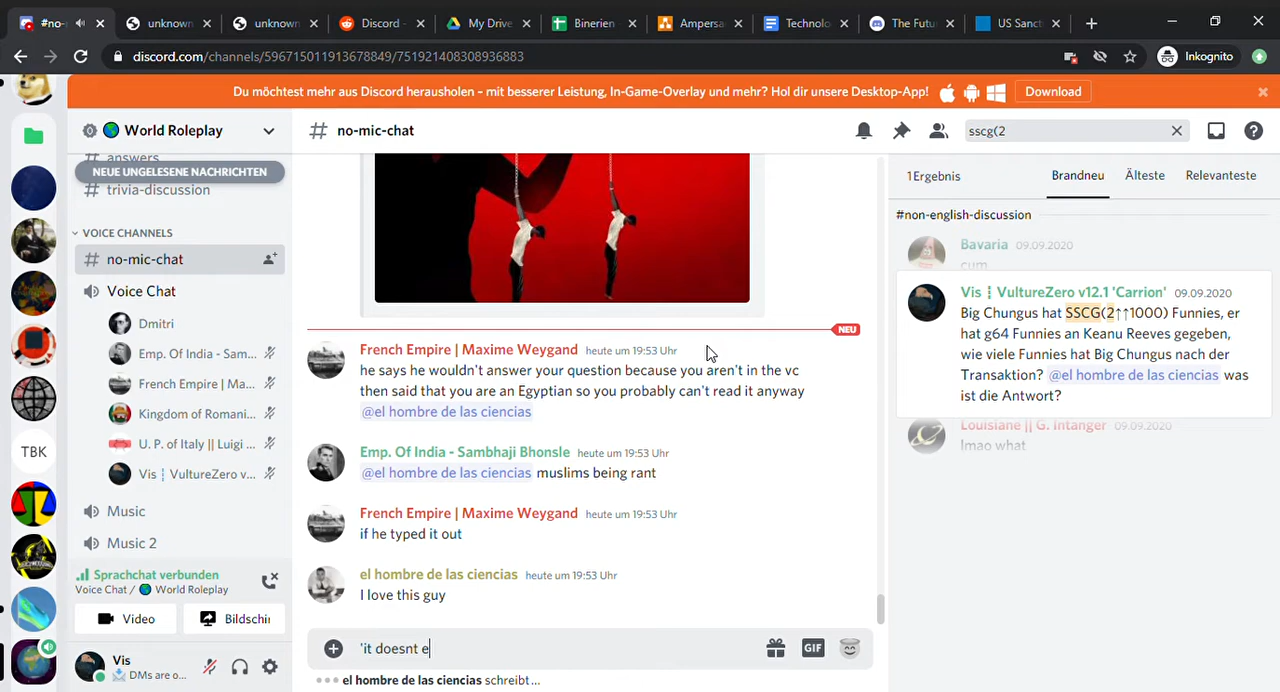 #no-
unknown
unknown
Discord -
My Drive
Binerien -
Ampersa
Technolo
The Futu
US Sanct
discord.com/channels/596715011913678849/751921408308936883
Inkognito
Du möchtest mehr aus Discord herausholen – mit besserer Leistung, In-Game-Overlay und mehr? Hol dir unsere Desktop-App!
Download
World Roleplay
answers
NEUE UNGELESENE NACHRICHTEN
# trivia-discussion
VOICE CHANNELS
# no-mic-chat
Voice Chat
Dmitri
Emp. Of India - Sam...
French Empire | Ma...
Kingdom of Romani...
U. P. of Italy || Luigi ...
Vis ¦ VultureZero v...
Music
Music 2
Sprachchat verbunden
Voice Chat / World Roleplay
Video
Bildschir
Vis
DMs are o...
TBK
# no-mic-chat
sscg(2
NEU
French Empire | Maxime Weygand heute um 19:53 Uhr
he says he wouldn't answer your question because you aren't in the vc
then said that you are an Egyptian so you probably can't read it anyway
@el hombre de las ciencias
Emp. Of India - Sambhaji Bhonsle heute um 19:53 Uhr
@el hombre de las ciencias muslims being rant
French Empire | Maxime Weygand heute um 19:53 Uhr
if he typed it out
el hombre de las ciencias heute um 19:53 Uhr
I love this guy
'it doesnt e
GIF
el hombre de las ciencias schreibt...
1 Ergebnis
Brandneu
Älteste
Relevanteste
#non-english-discussion
Bavaria 09.09.2020
cum
Vis ¦ VultureZero v12.1 'Carrion' 09.09.2020
Big Chungus hat SSCG(2↑↑1000) Funnies, er
hat g64 Funnies an Keanu Reeves gegeben,
wie viele Funnies hat Big Chungus nach der
Transaktion? @el hombre de las ciencias was
ist die Antwort?
Louisiane || G. Intanger 09.09.2020
lmao what